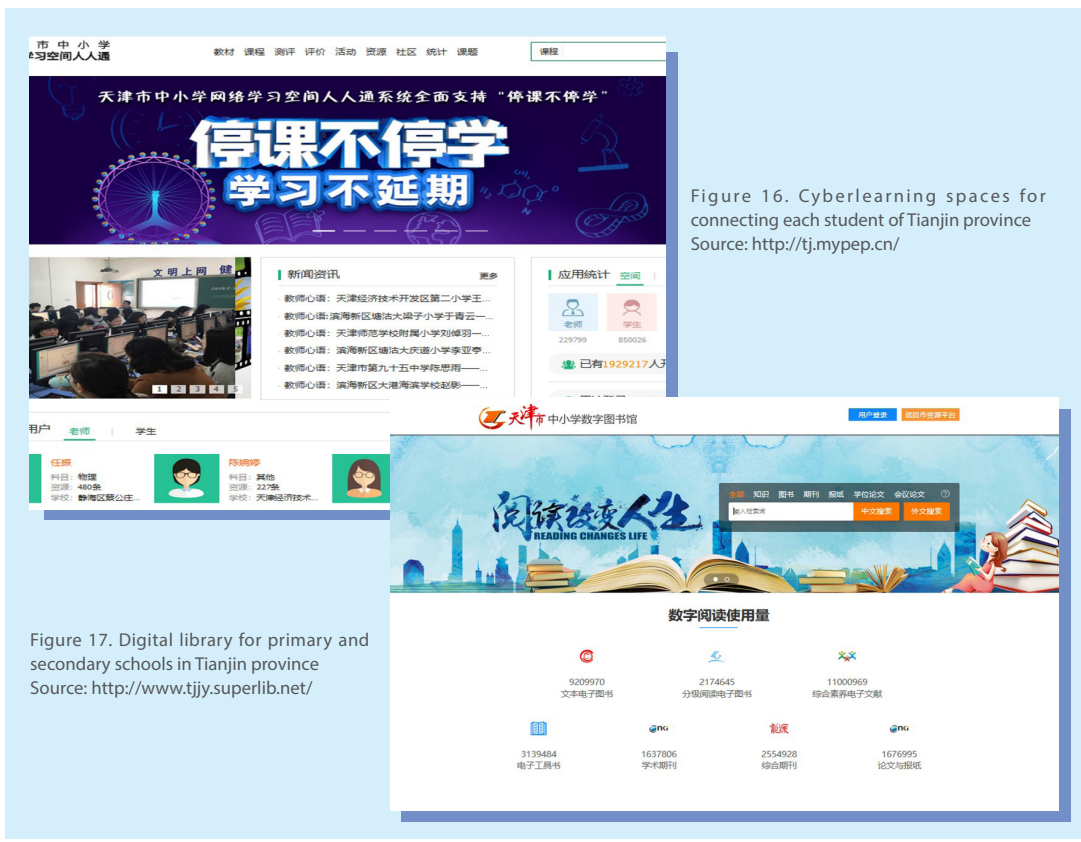 市 中 小 学
学习空间人人通
教材 课程 测评 评价 活动 资源 社区 统计 课题
课程
天津市中小学网络学习空间人人通系统全面支持“停课不停学”
停课不停学
学习不延期
文明上网 健
1 2 3 4 5
新闻资讯 更多
教师心语：天津经济技术开发区第二小学王...
教师心语:滨海新区塘沽大梁子小学于青云—...
教师心语：天津师范学校附属小学刘倬羽—...
教师心语：滨海新区塘沽大庆道小学李亚亭...
教师心语：天津市第九十五中学陈思雨——...
教师心语：滨海新区大港海滨学校赵影——...
应用统计 空间
老师 学生
229799 850026
已有1929217人开
用户 老师 学生
任振
科目：物理
资源：480条
学校：静海区蔡公庄...
陈婉婷
科目：其他
资源：227条
学校：天津经济技术...
Figure 16. Cyberlearning spaces for
connecting each student of Tianjin province
Source: http://tj.mypep.cn/
天津市中小学数字图书馆
用户登录 返回市资源平台
阅读改变人生
READING CHANGES LIFE
全部 知识 图书 期刊 报纸 学位论文 会议论文
输入检索词 中文搜索 外文搜索
数字阅读使用量
9209970 2174645 11000969
文本电子图书 分级阅读电子图书 综合素养电子文献
3139484 1637806 2554928 1676995
电子工具书 学术期刊 综合期刊 论文与报纸
Figure 17. Digital library for primary and
secondary schools in Tianjin province
Source: http://www.tjjy.superlib.net/